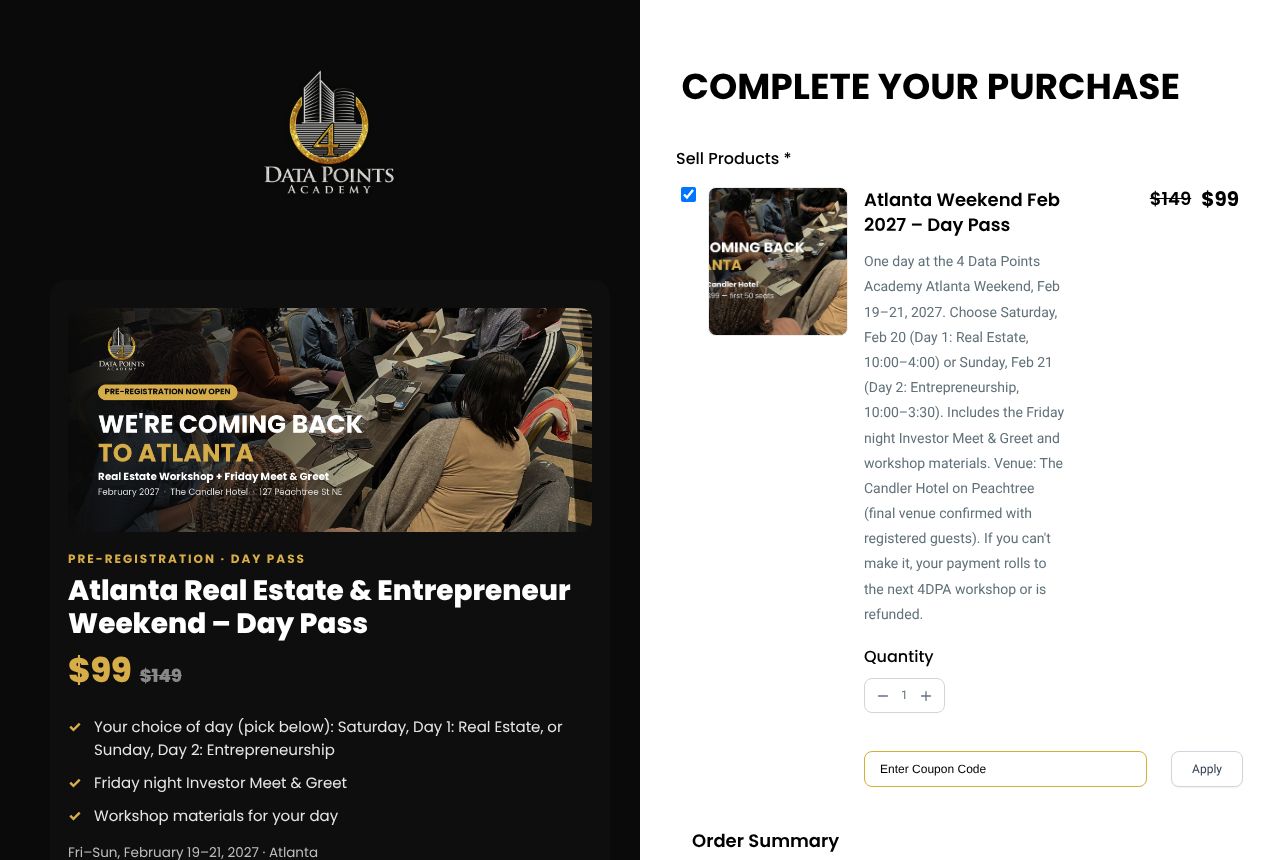 4
DATA POINTS
ACADEMY
DATA POINTS
ACADEMY
PRE-REGISTRATION NOW OPEN
WE'RE COMING BACK
TO ATLANTA
Real Estate Workshop + Friday Meet & Greet
February 2027 · The Candler Hotel · 127 Peachtree St NE
PRE-REGISTRATION · DAY PASS
Atlanta Real Estate & Entrepreneur
Weekend – Day Pass
$99 $149
✓ Your choice of day (pick below): Saturday, Day 1: Real Estate, or
Sunday, Day 2: Entrepreneurship
✓ Friday night Investor Meet & Greet
✓ Workshop materials for your day
Fri–Sun, February 19–21, 2027 · Atlanta
COMPLETE YOUR PURCHASE
Sell Products *
OMING BACK
ANTA
Candler Hotel
$99 — first 50 seats
Atlanta Weekend Feb
2027 – Day Pass
$149 $99
One day at the 4 Data Points
Academy Atlanta Weekend, Feb
19–21, 2027. Choose Saturday,
Feb 20 (Day 1: Real Estate,
10:00–4:00) or Sunday, Feb 21
(Day 2: Entrepreneurship,
10:00–3:30). Includes the Friday
night Investor Meet & Greet and
workshop materials. Venue: The
Candler Hotel on Peachtree
(final venue confirmed with
registered guests). If you can't
make it, your payment rolls to
the next 4DPA workshop or is
refunded.
Quantity
1
Enter Coupon Code
Apply
Order Summary